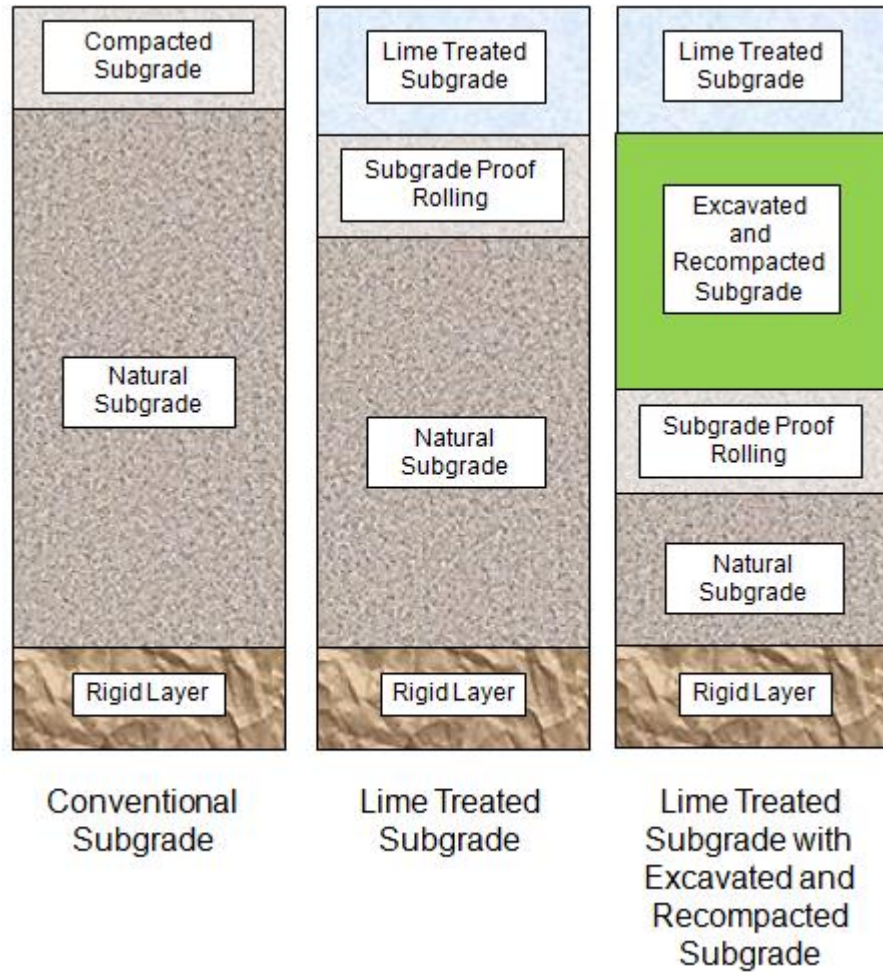 Compacted
Subgrade
Natural
Subgrade
Rigid Layer
Conventional
Subgrade
Lime Treated
Subgrade
Subgrade Proof
Rolling
Natural
Subgrade
Rigid Layer
Lime Treated
Subgrade
Lime Treated
Subgrade
Excavated
and
Recompacted
Subgrade
Subgrade Proof
Rolling
Natural
Subgrade
Rigid Layer
Lime Treated
Subgrade with
Excavated and
Recompacted
Subgrade